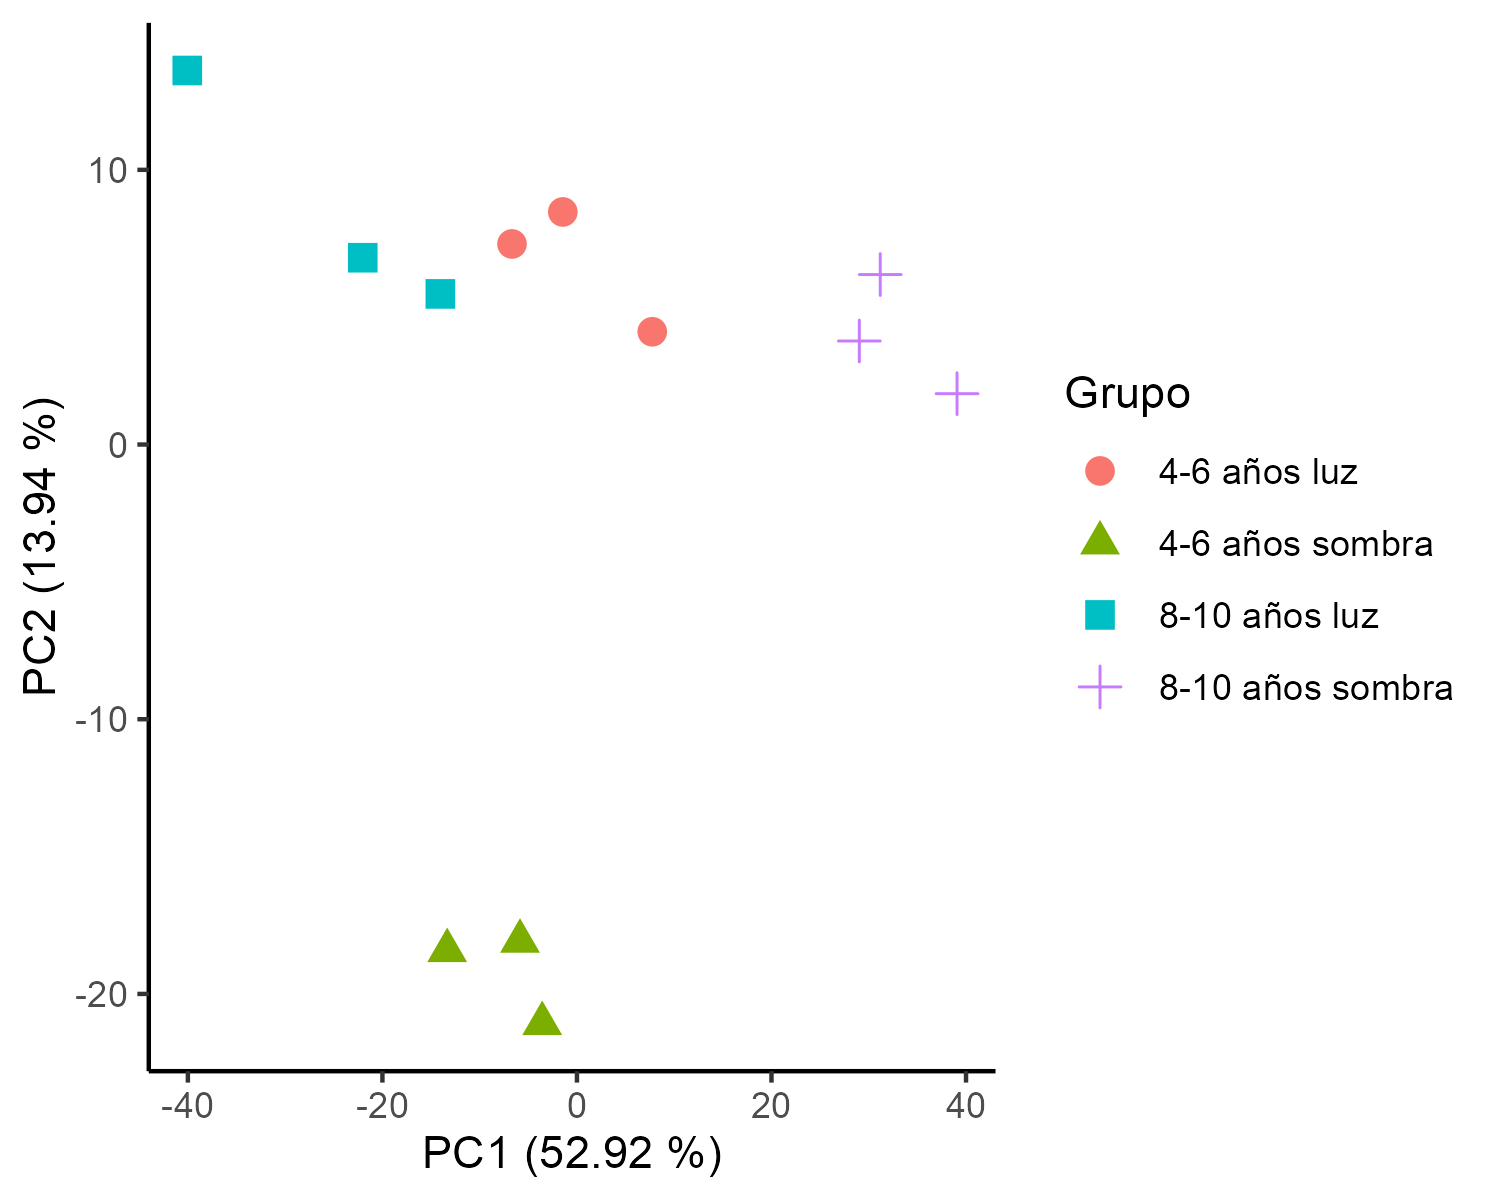 10
0
-10
-20
PC2 (13.94 %)
-40
-20
0
20
40
PC1 (52.92 %)
Grupo
4-6 años luz
4-6 años sombra
8-10 años luz
8-10 años sombra